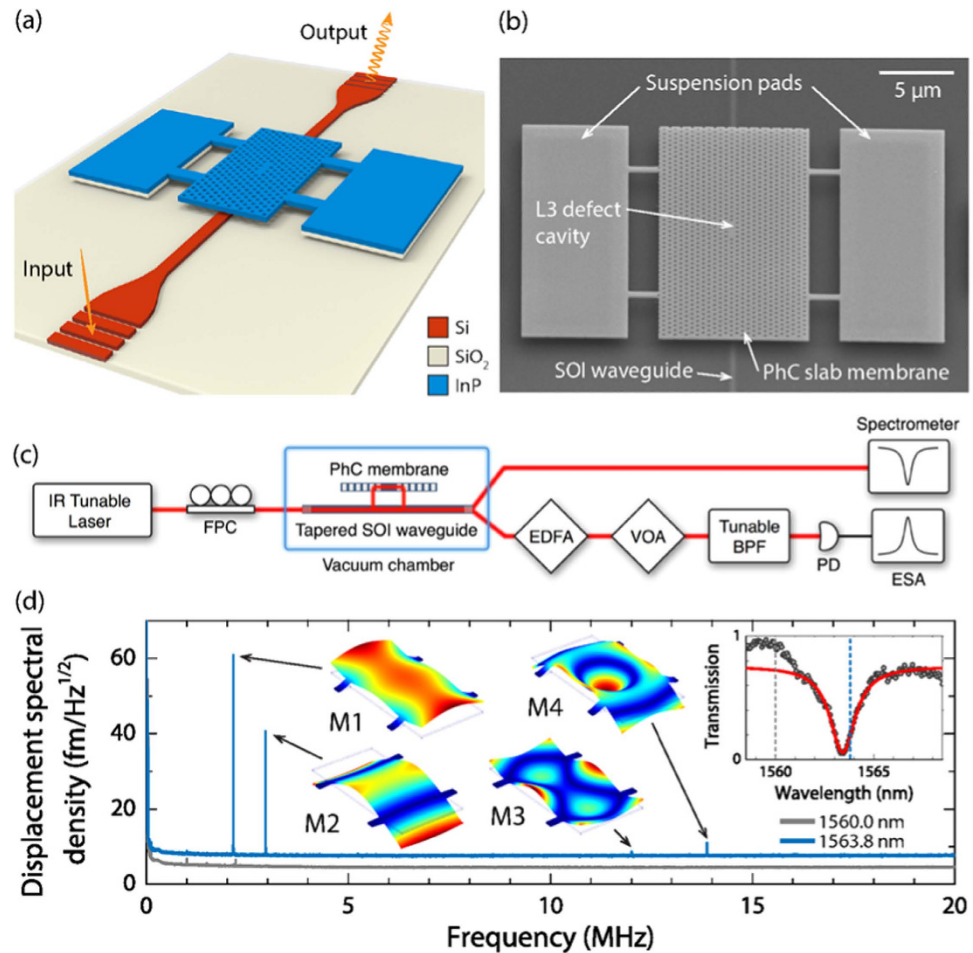 (a)
Output
Input
Si
SiO2
InP
(b)
Suspension pads
5 μm
L3 defect
cavity
SOI waveguide
PhC slab membrane
(c)
Spectrometer
IR Tunable
Laser
FPC
PhC membrane
Tapered SOI waveguide
Vacuum chamber
EDFA
VOA
Tunable
BPF
PD
ESA
(d)
Displacement spectral
density (fm/Hz1/2)
60
40
20
0
M1
M2
M4
M3
Transmission
1
0
1560
1565
Wavelength (nm)
1560.0 nm
1563.8 nm
0
5
10
15
20
Frequency (MHz)